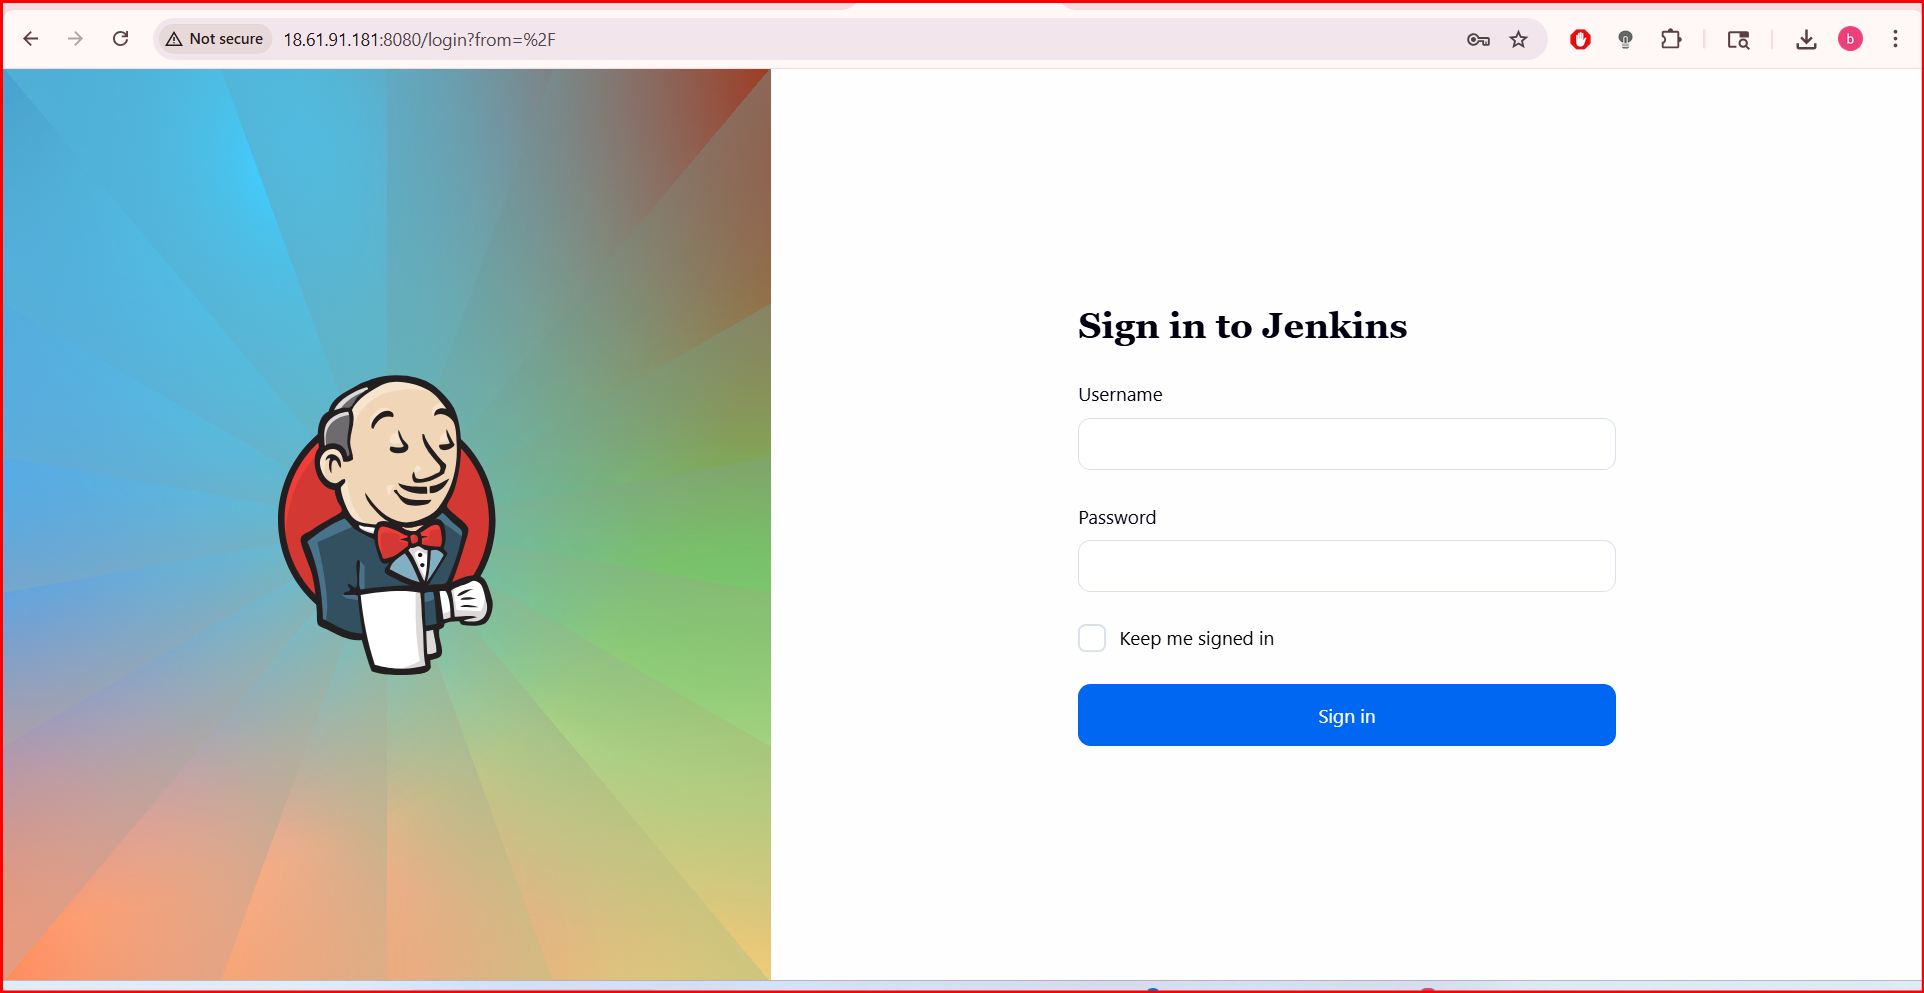 Not secure 18.61.91.181:8080/login?from=%2F
b
Sign in to Jenkins
Username
Password
Keep me signed in
Sign in